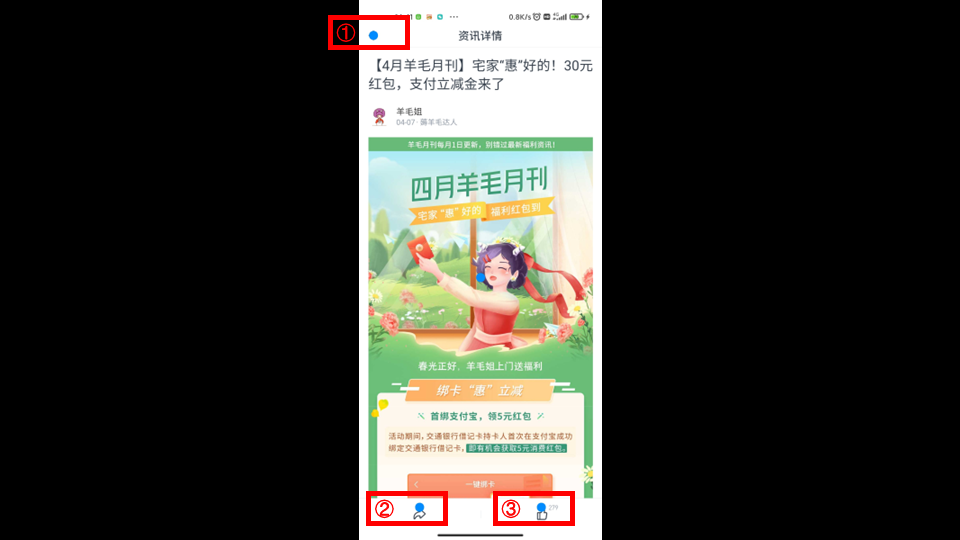 0.8K/s
①
资讯详情
【4月羊毛月刊】宅家“惠”好的！30元
红包，支付立减金来了
羊毛姐
04-07 · 薅羊毛达人
羊毛月刊每月1日更新，别错过最新福利资讯！
四月羊毛月刊
宅家“惠”好的 福利红包到
春光正好，羊毛姐上门送福利
绑卡“惠”立减
首绑支付宝，领5元红包
活动期间，交通银行借记卡持卡人首次在支付宝成功
绑定交通银行借记卡，即有机会获取5元消费红包。
一键绑卡
②
③
279